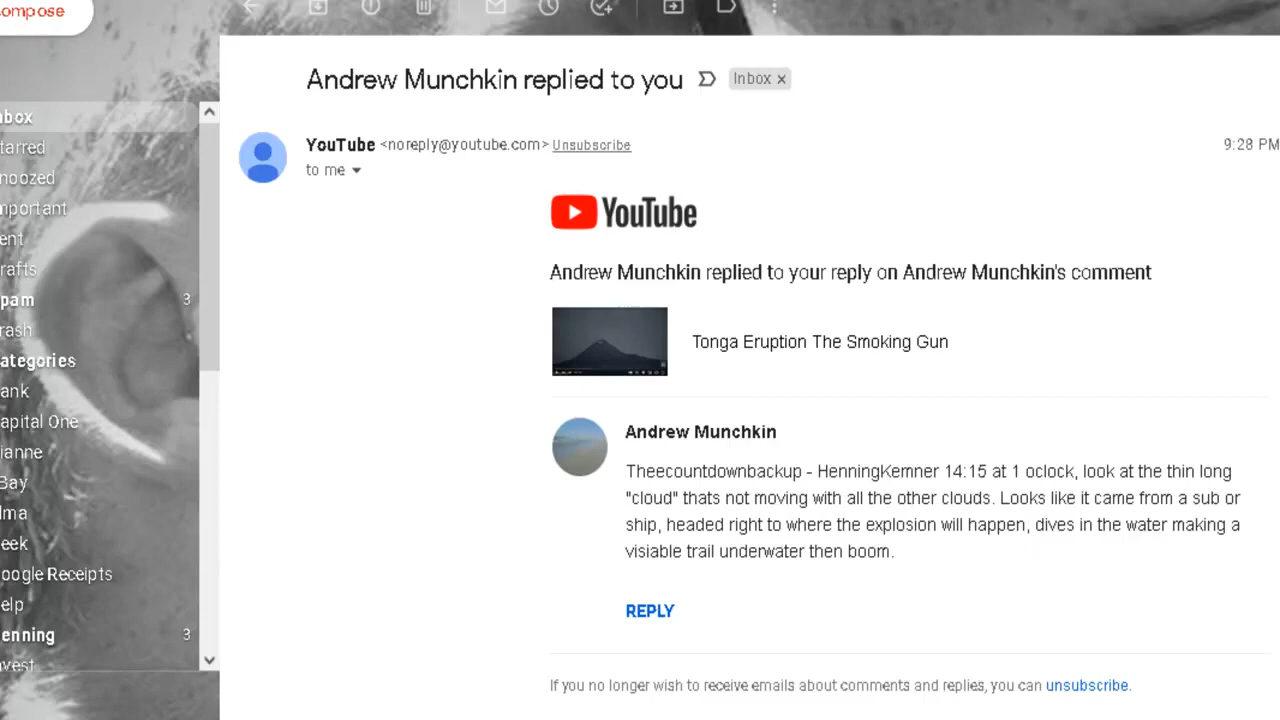 ompose
Andrew Munchkin replied to you
Inbox ×
YouTube <noreply@youtube.com> Unsubscribe
9:28 PM
to me
nbox
tarred
noozed
mportant
ent
rafts
pam 3
rash
ategories
ank
apital One
ianne
Bay
lma
eek
oogle Receipts
elp
enning 3
nvest
YouTube
Andrew Munchkin replied to your reply on Andrew Munchkin's comment
Tonga Eruption The Smoking Gun
Andrew Munchkin
Theecountdownbackup - HenningKemner 14:15 at 1 oclock, look at the thin long
"cloud" thats not moving with all the other clouds. Looks like it came from a sub or
ship, headed right to where the explosion will happen, dives in the water making a
visiable trail underwater then boom.
REPLY
If you no longer wish to receive emails about comments and replies, you can unsubscribe.